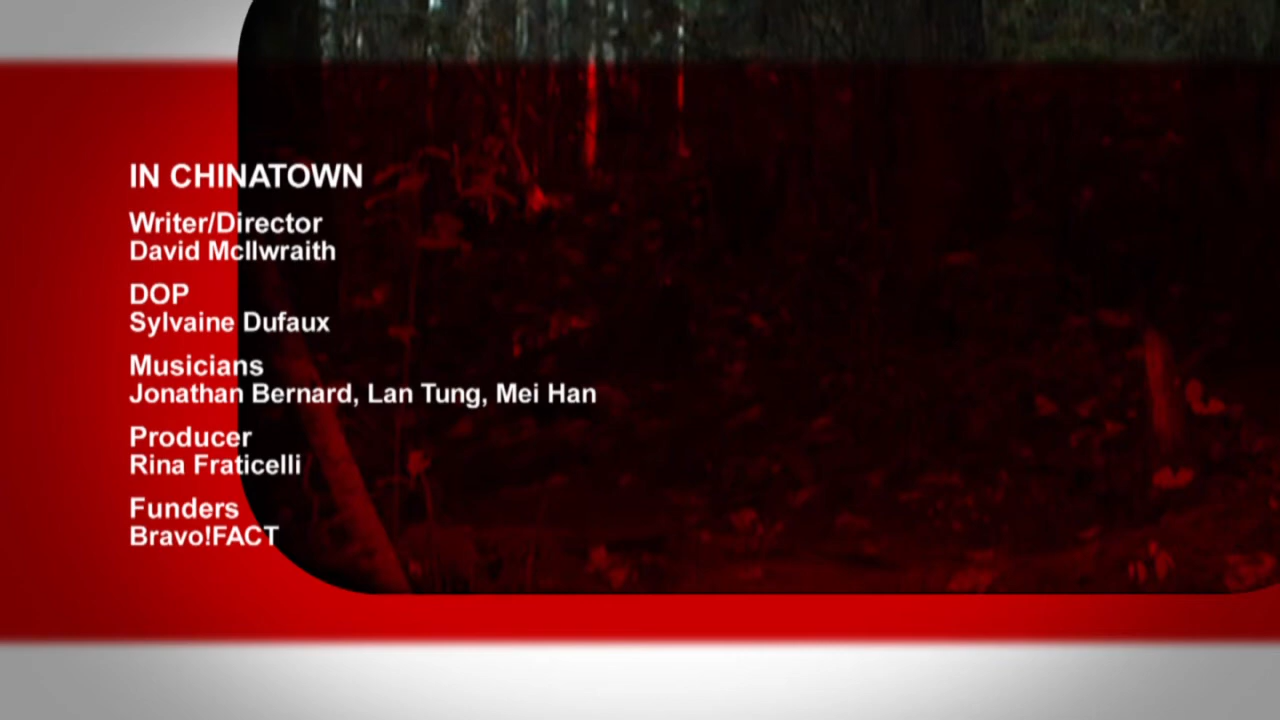 IN CHINATOWN
Writer/Director
David McIlwraith
DOP
Sylvaine Dufaux
Musicians
Jonathan Bernard, Lan Tung, Mei Han
Producer
Rina Fraticelli
Funders
Bravo!FACT